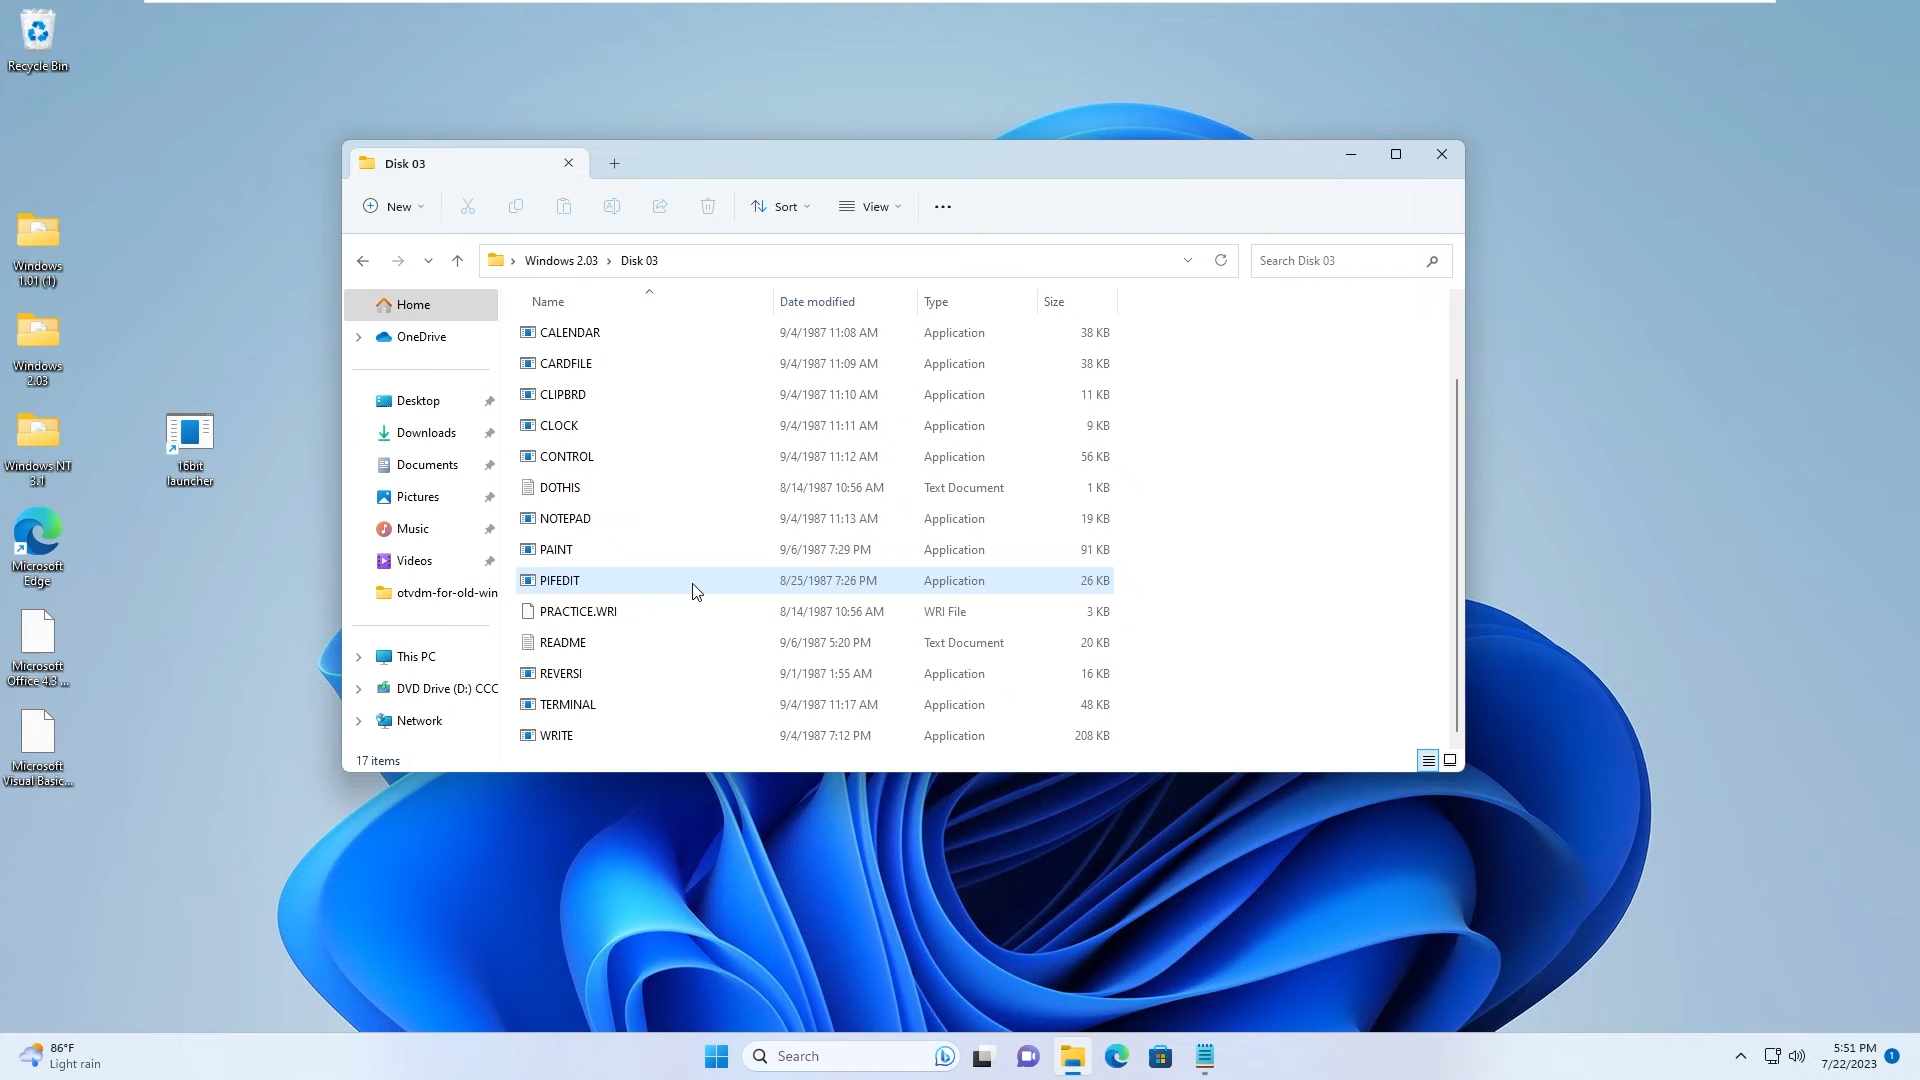 Recycle Bin
Windows
1.01 (1)
Windows
2.03
Windows NT
3.1
16bit
launcher
Microsoft
Edge
Microsoft
Office 4.3 ...
Microsoft
Visual Basic...
Disk 03
New
Sort
View
Windows 2.03 > Disk 03
Search Disk 03
Home
OneDrive
Desktop
Downloads
Documents
Pictures
Music
Videos
otvdm-for-old-win
This PC
DVD Drive (D:) CCC
Network
Name Date modified Type Size
CALENDAR 9/4/1987 11:08 AM Application 38 KB
CARDFILE 9/4/1987 11:09 AM Application 38 KB
CLIPBRD 9/4/1987 11:10 AM Application 11 KB
CLOCK 9/4/1987 11:11 AM Application 9 KB
CONTROL 9/4/1987 11:12 AM Application 56 KB
DOTHIS 8/14/1987 10:56 AM Text Document 1 KB
NOTEPAD 9/4/1987 11:13 AM Application 19 KB
PAINT 9/6/1987 7:29 PM Application 91 KB
PIFEDIT 8/25/1987 7:26 PM Application 26 KB
PRACTICE.WRI 8/14/1987 10:56 AM WRI File 3 KB
README 9/6/1987 5:20 PM Text Document 20 KB
REVERSI 9/1/1987 1:55 AM Application 16 KB
TERMINAL 9/4/1987 11:17 AM Application 48 KB
WRITE 9/4/1987 7:12 PM Application 208 KB
17 items
86°F
Light rain
Search
5:51 PM
7/22/2023
1